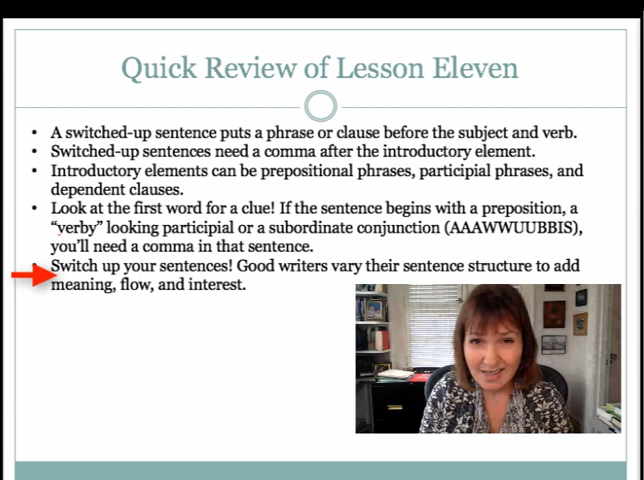 Quick Review of Lesson Eleven
• A switched-up sentence puts a phrase or clause before the subject and verb.
• Switched-up sentences need a comma after the introductory element.
• Introductory elements can be prepositional phrases, participial phrases, and
dependent clauses.
• Look at the first word for a clue! If the sentence begins with a preposition, a
“verby” looking participial or a subordinate conjunction (AAAWWUUBBIS),
you’ll need a comma in that sentence.
• Switch up your sentences! Good writers vary their sentence structure to add
meaning, flow, and interest.